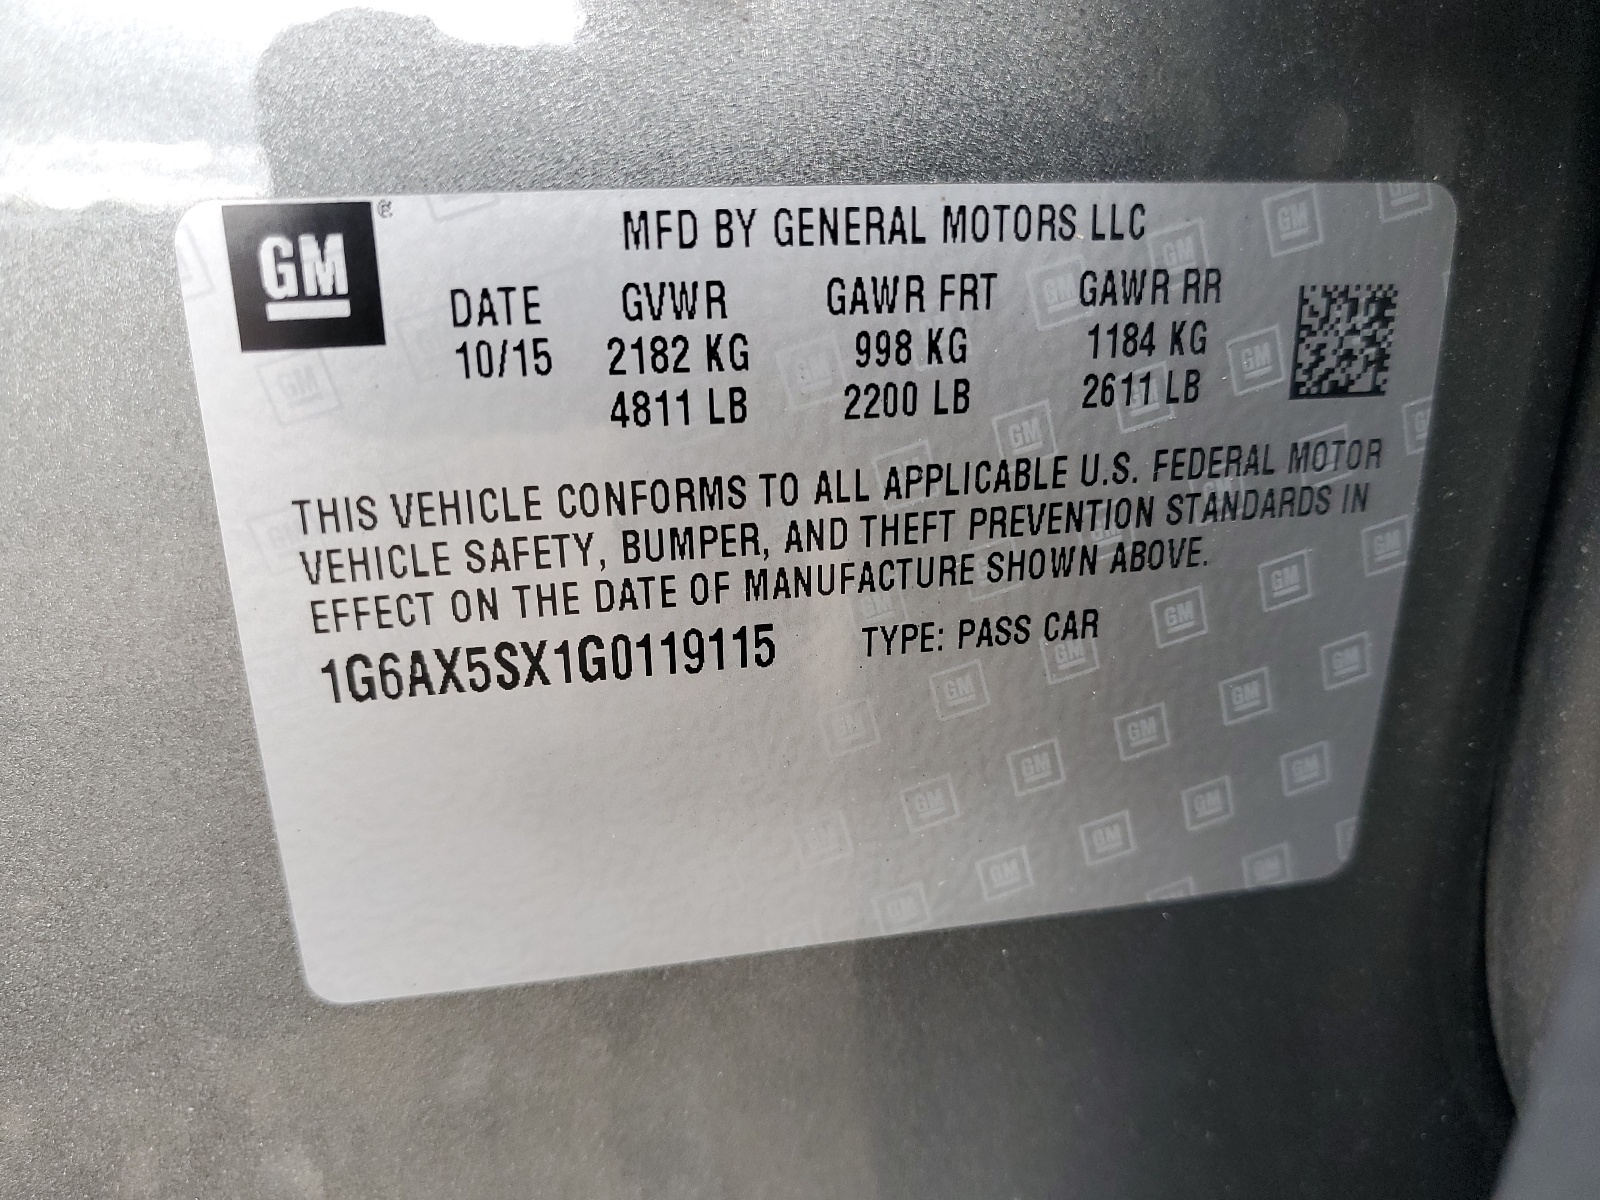 GM®
MFD BY GENERAL MOTORS LLC
DATE GVWR GAWR FRT GAWR RR
10/15 2182 KG 998 KG 1184 KG
4811 LB 2200 LB 2611 LB
THIS VEHICLE CONFORMS TO ALL APPLICABLE U.S. FEDERAL MOTOR
VEHICLE SAFETY, BUMPER, AND THEFT PREVENTION STANDARDS IN
EFFECT ON THE DATE OF MANUFACTURE SHOWN ABOVE.
1G6AX5SX1G0119115 TYPE: PASS CAR